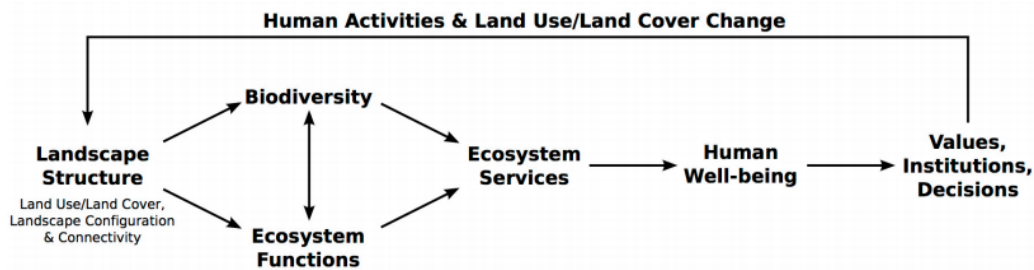 Human Activities & Land Use/Land Cover Change
Biodiversity
Landscape
Structure
Land Use/Land Cover,
Landscape Configuration
& Connectivity
Ecosystem
Functions
Ecosystem
Services
Human
Well-being
Values,
Institutions,
Decisions